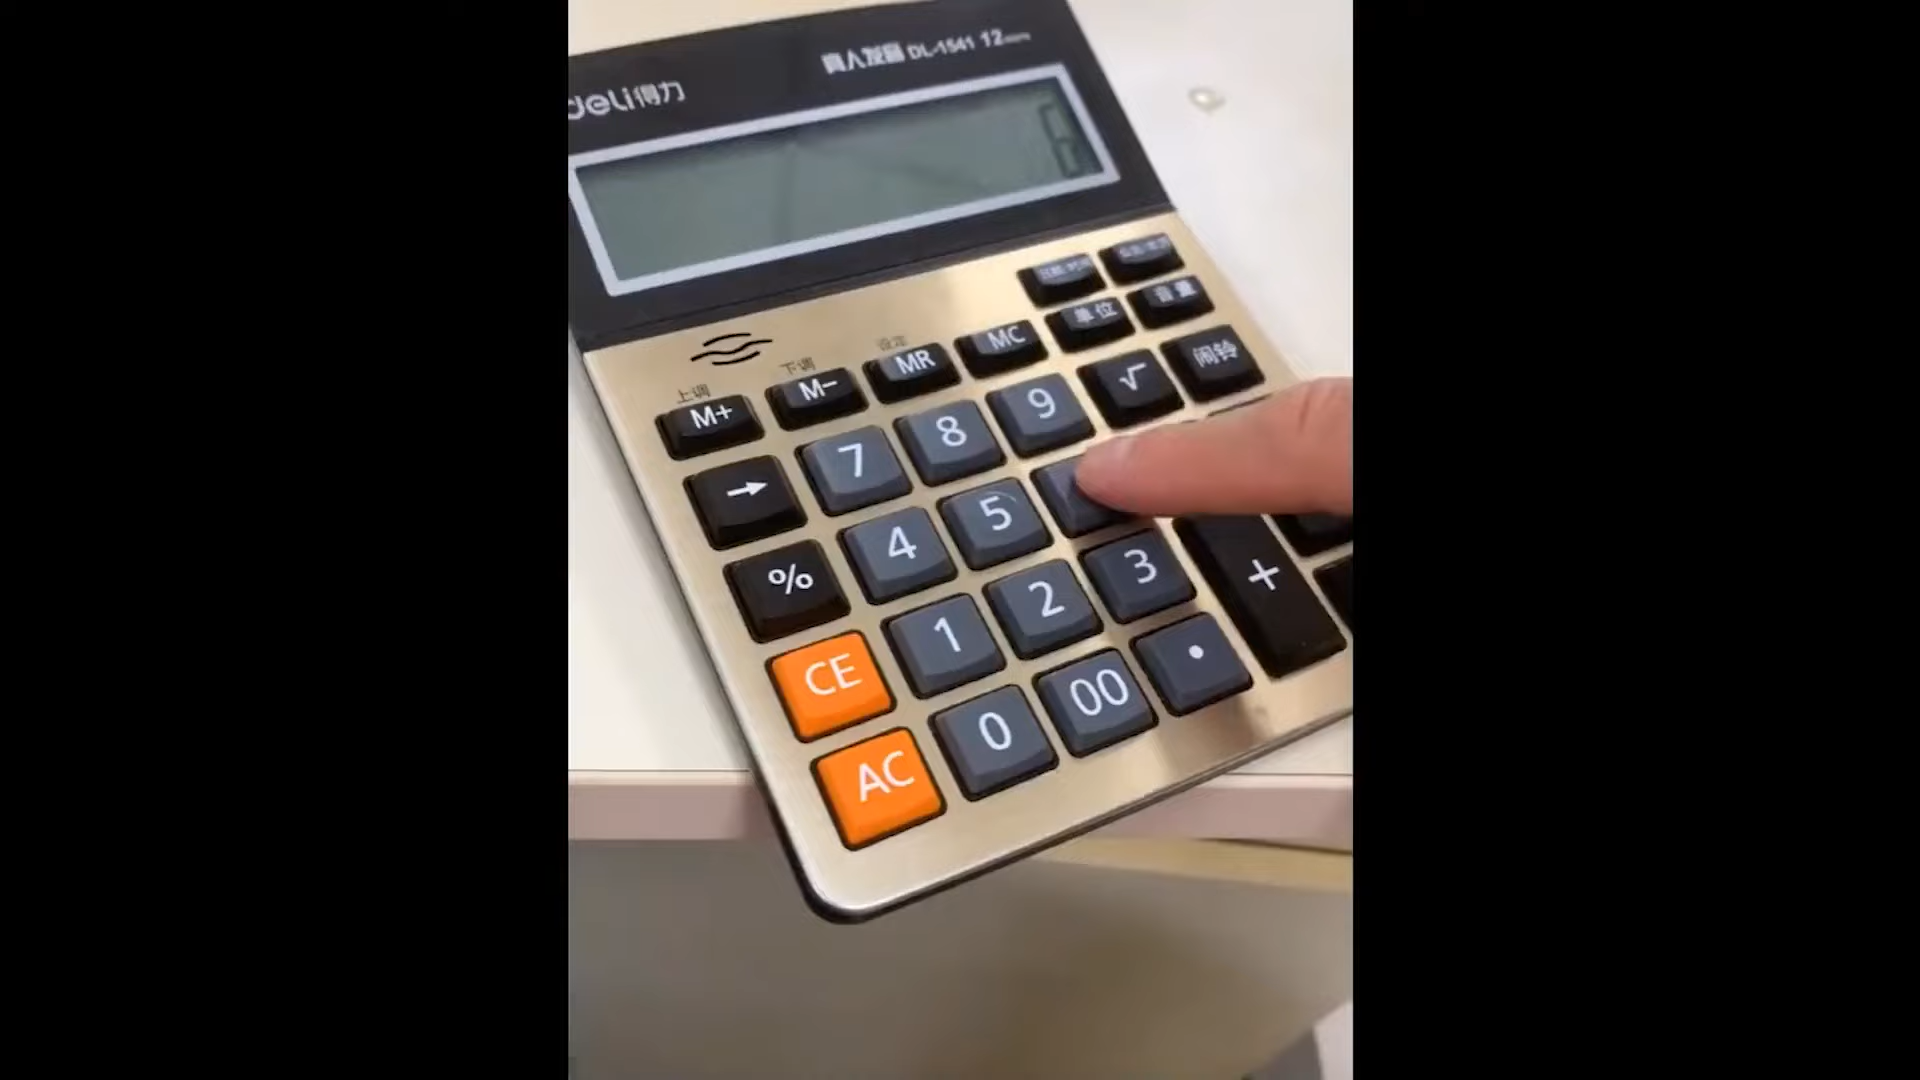 deli得力
真人发音 DL-1541 12
6
单位 音量
上调 下调 设定
M+ M− MR MC √ 闹铃
→ 7 8 9
% 4 5
CE 1 2 3 +
AC 0 00 .